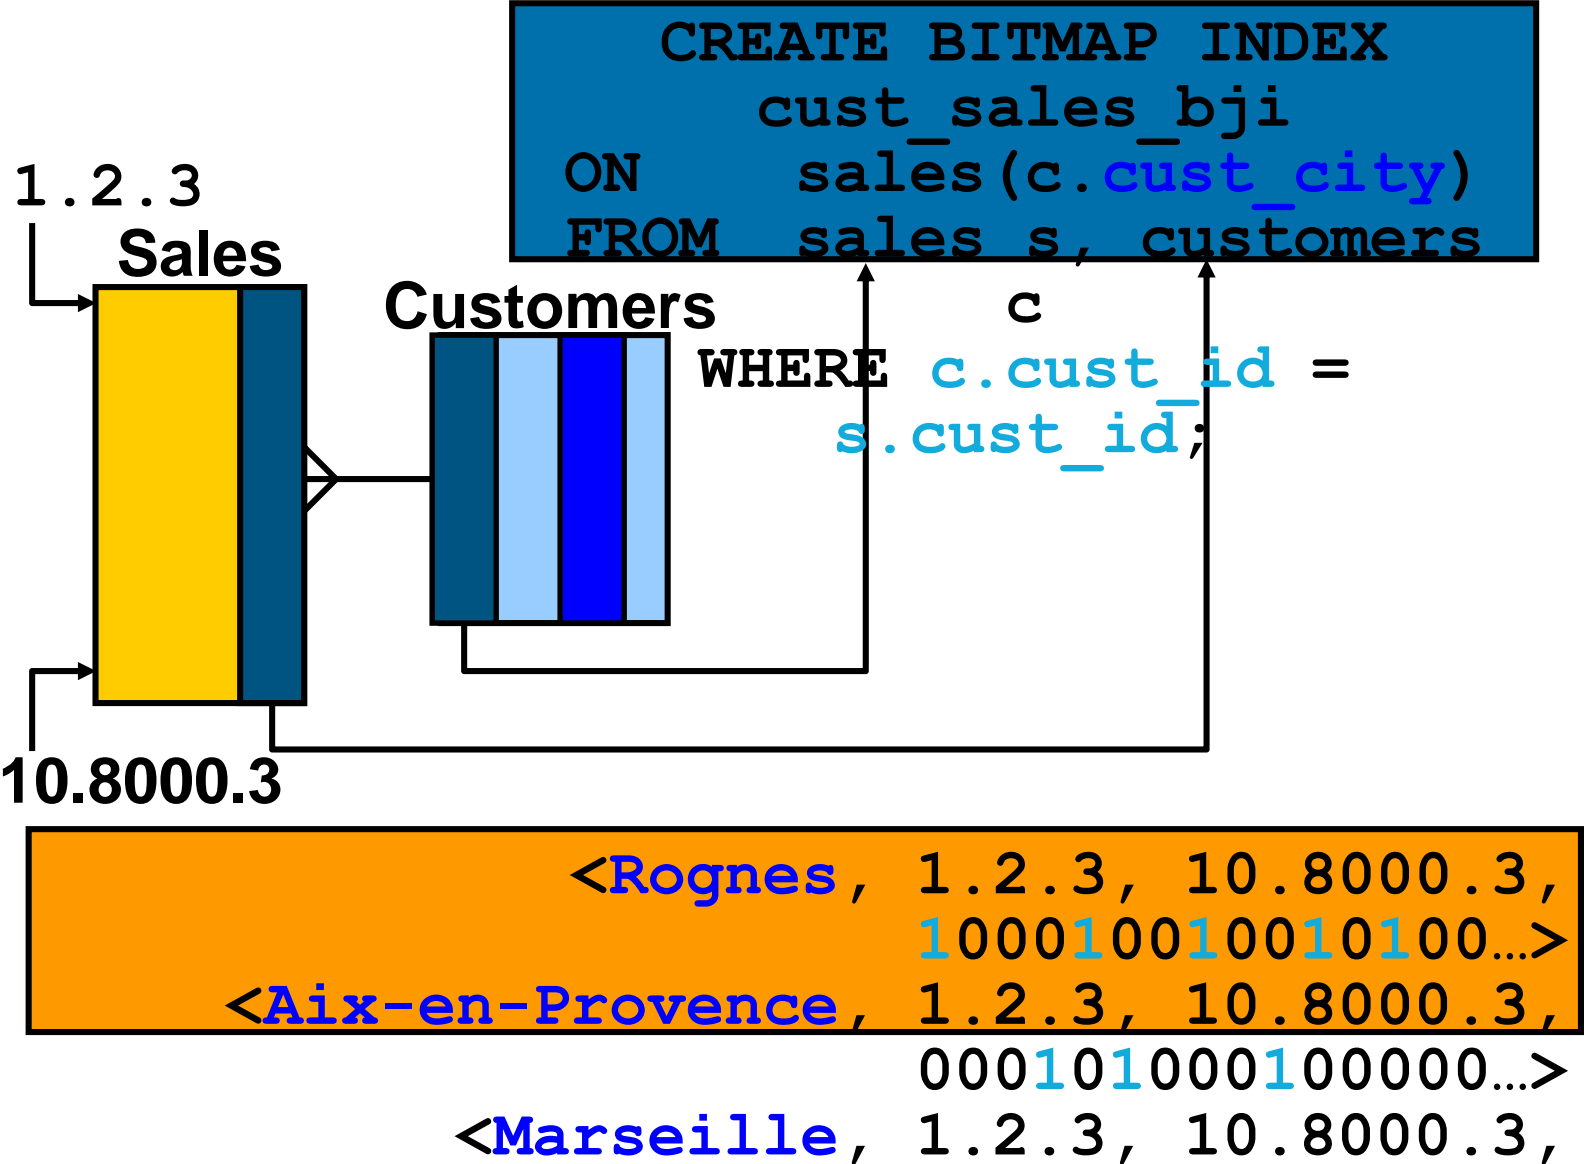 CREATE BITMAP INDEX
cust_sales_bji
ON sales(c.cust_city)
FROM sales s, customers
c
WHERE c.cust_id =
s.cust_id;
1.2.3
Sales
Customers
10.8000.3
<Rognes, 1.2.3, 10.8000.3,
100010010010100…>
<Aix-en-Provence, 1.2.3, 10.8000.3,
000101000100000…>
<Marseille, 1.2.3, 10.8000.3,